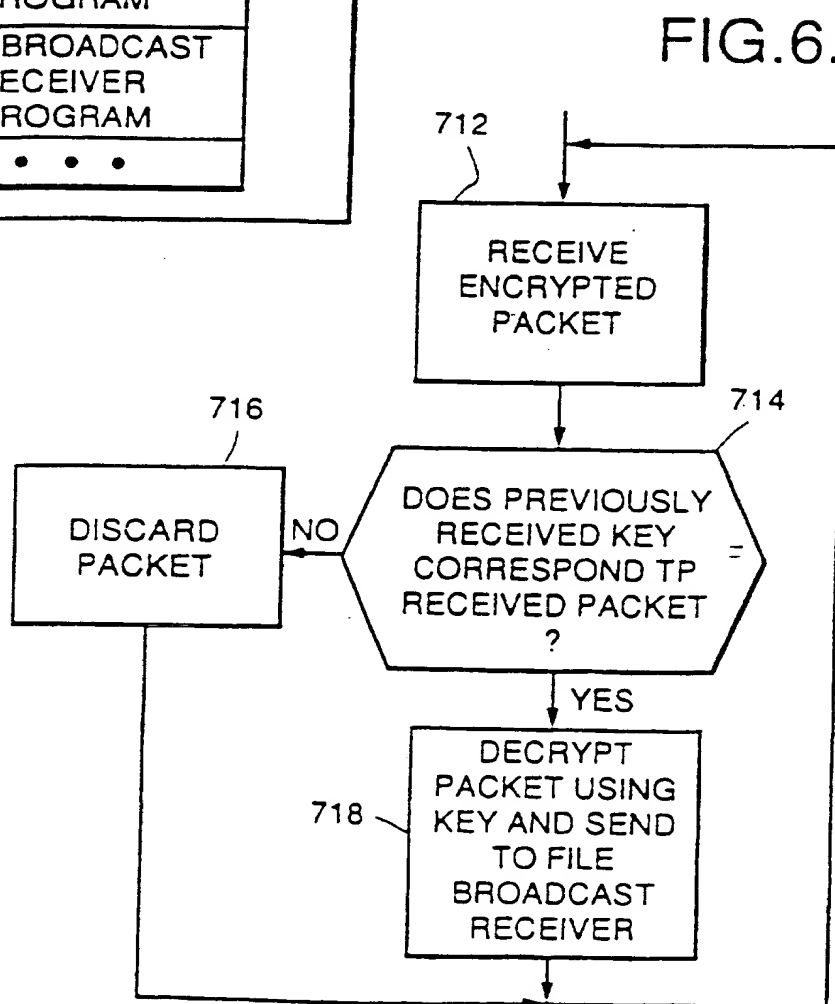 ROGRAM
BROADCAST
ECEIVER
ROGRAM
• • •
FIG.6.
712
RECEIVE
ENCRYPTED
PACKET
714
DOES PREVIOUSLY
RECEIVED KEY
CORRESPOND TP
RECEIVED PACKET
?
716
DISCARD
PACKET
NO
YES
718
DECRYPT
PACKET USING
KEY AND SEND
TO FILE
BROADCAST
RECEIVER